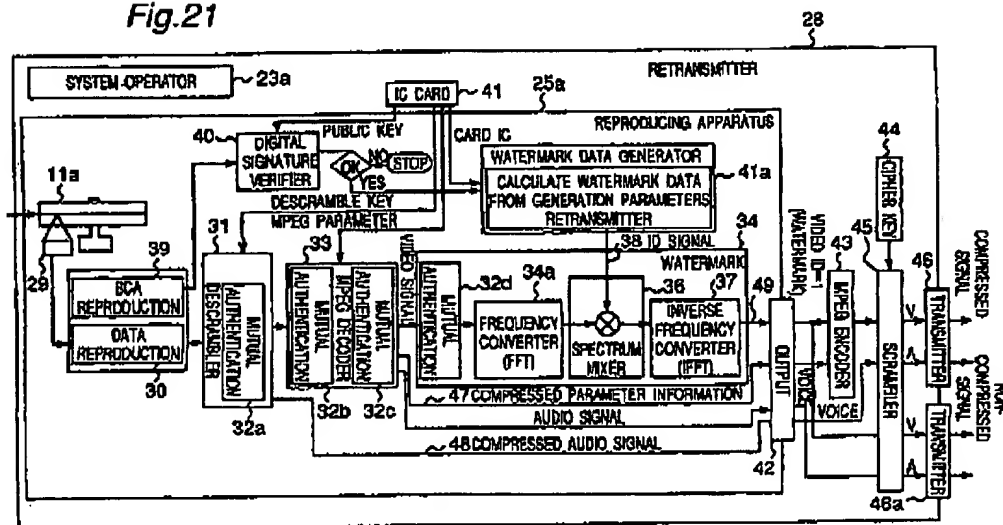 Fig.21
28
SYSTEM-OPERATOR
23a
RETRANSMITTER
IC CARD
41
25a
PUBLIC KEY
CARD IC
REPRODUCING APPARATUS
44
40
DIGITAL SIGNATURE VERIFIER
OK
NO
STOP
YES
WATERMARK DATA GENERATOR
41a
CALCULATE WATERMARK DATA FROM GENERATION PARAMETERS RETRANSMITTER
CIPHER KEY
11a
DESCRAMBLE KEY
MPEG PARAMETER
29
39
BCA REPRODUCTION
DATA REPRODUCTION
30
31
DESCRAMBLER
MUTUAL AUTHENTICATION
32a
33
MUTUAL AUTHENTICATION
MPEG DECODER
MUTUAL AUTHENTICATION
32b
32c
VIDEO SIGNAL
MUTUAL AUTHENTICATION
32d
34a
FREQUENCY CONVERTER (FFT)
38 ID SIGNAL
34
WATERMARK
36
SPECTRUM MIXER
37
INVERSE FREQUENCY CONVERTER (IFFT)
49
47 COMPRESSED PARAMETER INFORMATION
AUDIO SIGNAL
48 COMPRESSED AUDIO SIGNAL
OUTPUT
42
VIDEO ID=1 (WATERMARK)
43
MPEG ENCODER
VOICE
VOICE
45
SCRAMBLER
V
A
V
A
46
TRANSMITTER
TRANSMITTER
46a
COMPRESSED SIGNAL
NON-COMPRESSED SIGNAL